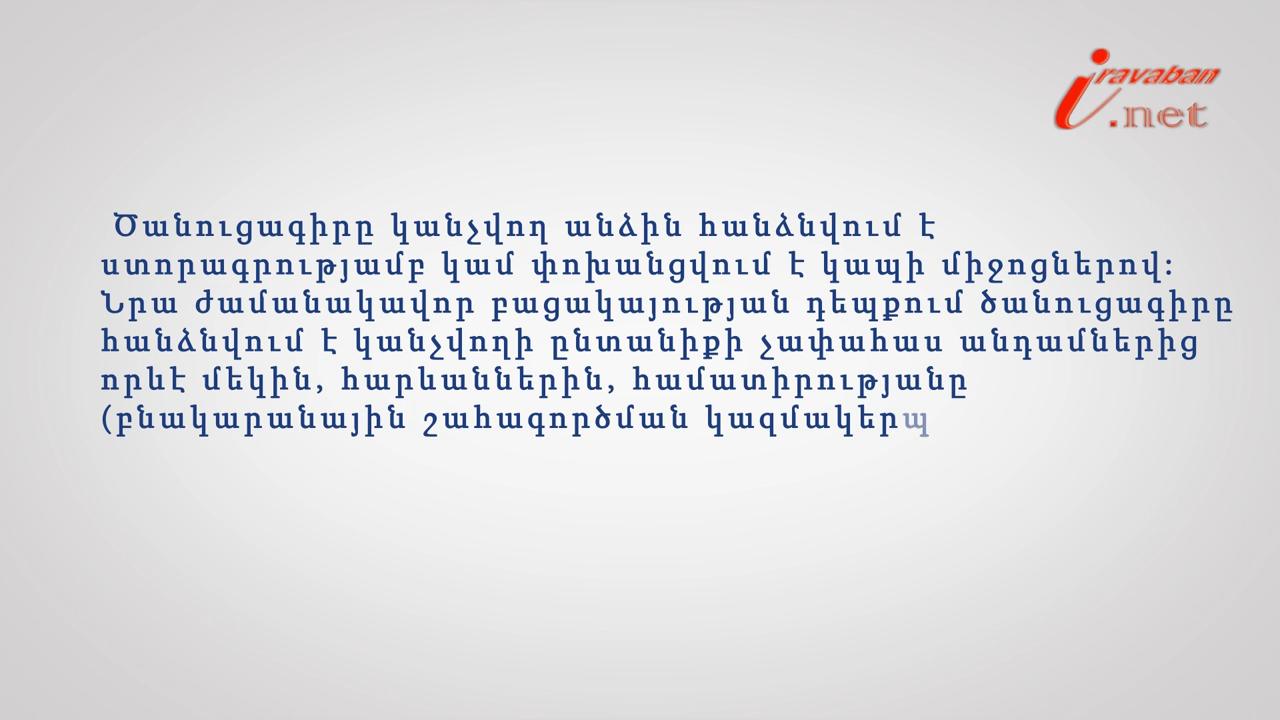 iravaban
.net
Ծանուցագիրը կանչվող անձին հանձնվում է
ստորագրությամբ կամ փոխանցվում է կապի միջոցներով:
Նրա ժամանակավոր բացակայության դեպքում ծանուցագիրը
հանձնվում է կանչվողի ընտանիքի չափահաս անդամներից
որևէ մեկին, հարևաններին, համատիրությանը
(բնակարանային շահագործման կազմակերպ